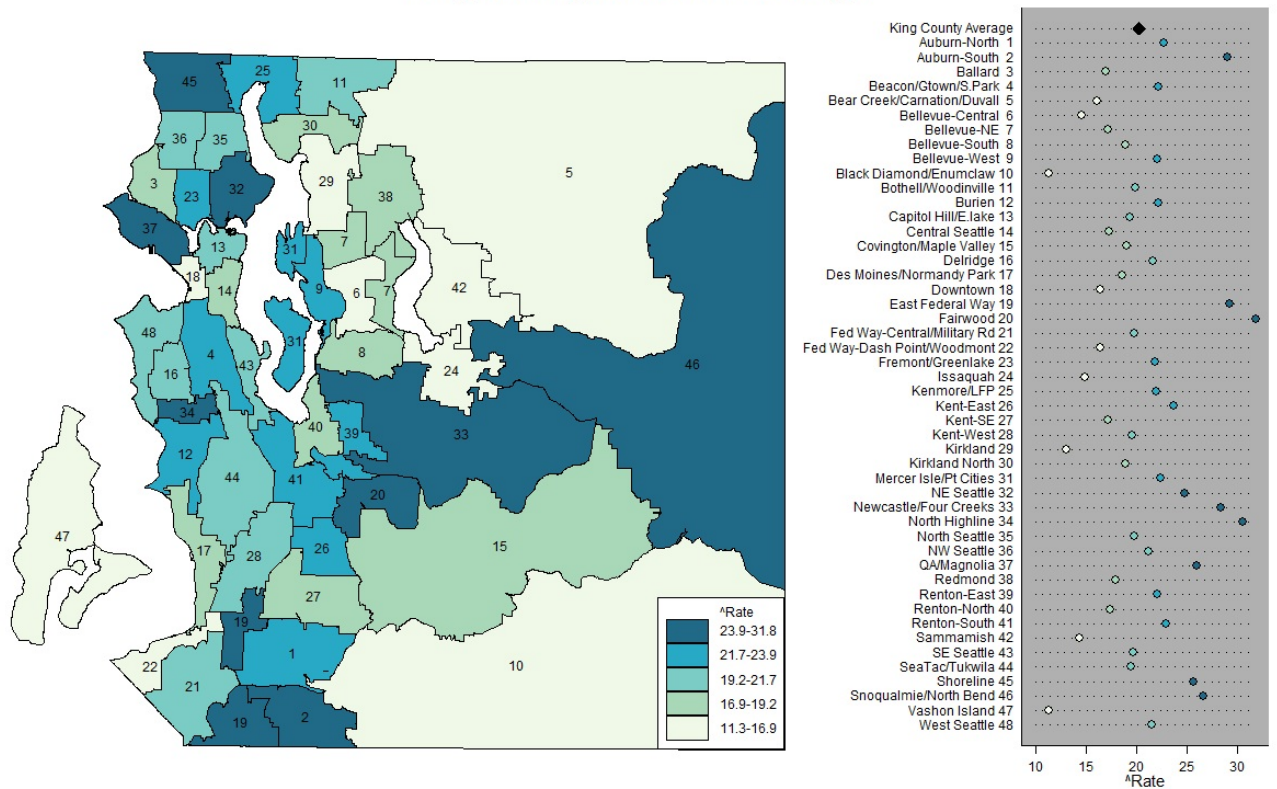 45
25
11
36
35
30
3
23
32
29
38
5
37
13
31
7
18
14
9
6
7
42
48
4
31
16
43
8
24
46
34
40
39
33
12
44
41
20
47
17
28
26
15
27
19
1
22
21
10
19
2
^Rate
23.9-31.8
21.7-23.9
19.2-21.7
16.9-19.2
11.3-16.9
King County Average
Auburn-North 1
Auburn-South 2
Ballard 3
Beacon/Gtown/S.Park 4
Bear Creek/Carnation/Duvall 5
Bellevue-Central 6
Bellevue-NE 7
Bellevue-South 8
Bellevue-West 9
Black Diamond/Enumclaw 10
Bothell/Woodinville 11
Burien 12
Capitol Hill/E.lake 13
Central Seattle 14
Covington/Maple Valley 15
Delridge 16
Des Moines/Normandy Park 17
Downtown 18
East Federal Way 19
Fairwood 20
Fed Way-Central/Military Rd 21
Fed Way-Dash Point/Woodmont 22
Fremont/Greenlake 23
Issaquah 24
Kenmore/LFP 25
Kent-East 26
Kent-SE 27
Kent-West 28
Kirkland 29
Kirkland North 30
Mercer Isle/Pt Cities 31
NE Seattle 32
Newcastle/Four Creeks 33
North Highline 34
North Seattle 35
NW Seattle 36
QA/Magnolia 37
Redmond 38
Renton-East 39
Renton-North 40
Renton-South 41
Sammamish 42
SE Seattle 43
SeaTac/Tukwila 44
Shoreline 45
Snoqualmie/North Bend 46
Vashon Island 47
West Seattle 48
10 15 20 25 30
^Rate